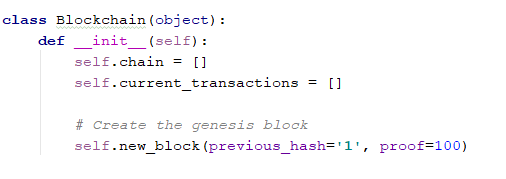 class Blockchain(object):
    def __init__(self):
        self.chain = []
        self.current_transactions = []

        # Create the genesis block
        self.new_block(previous_hash='1', proof=100)